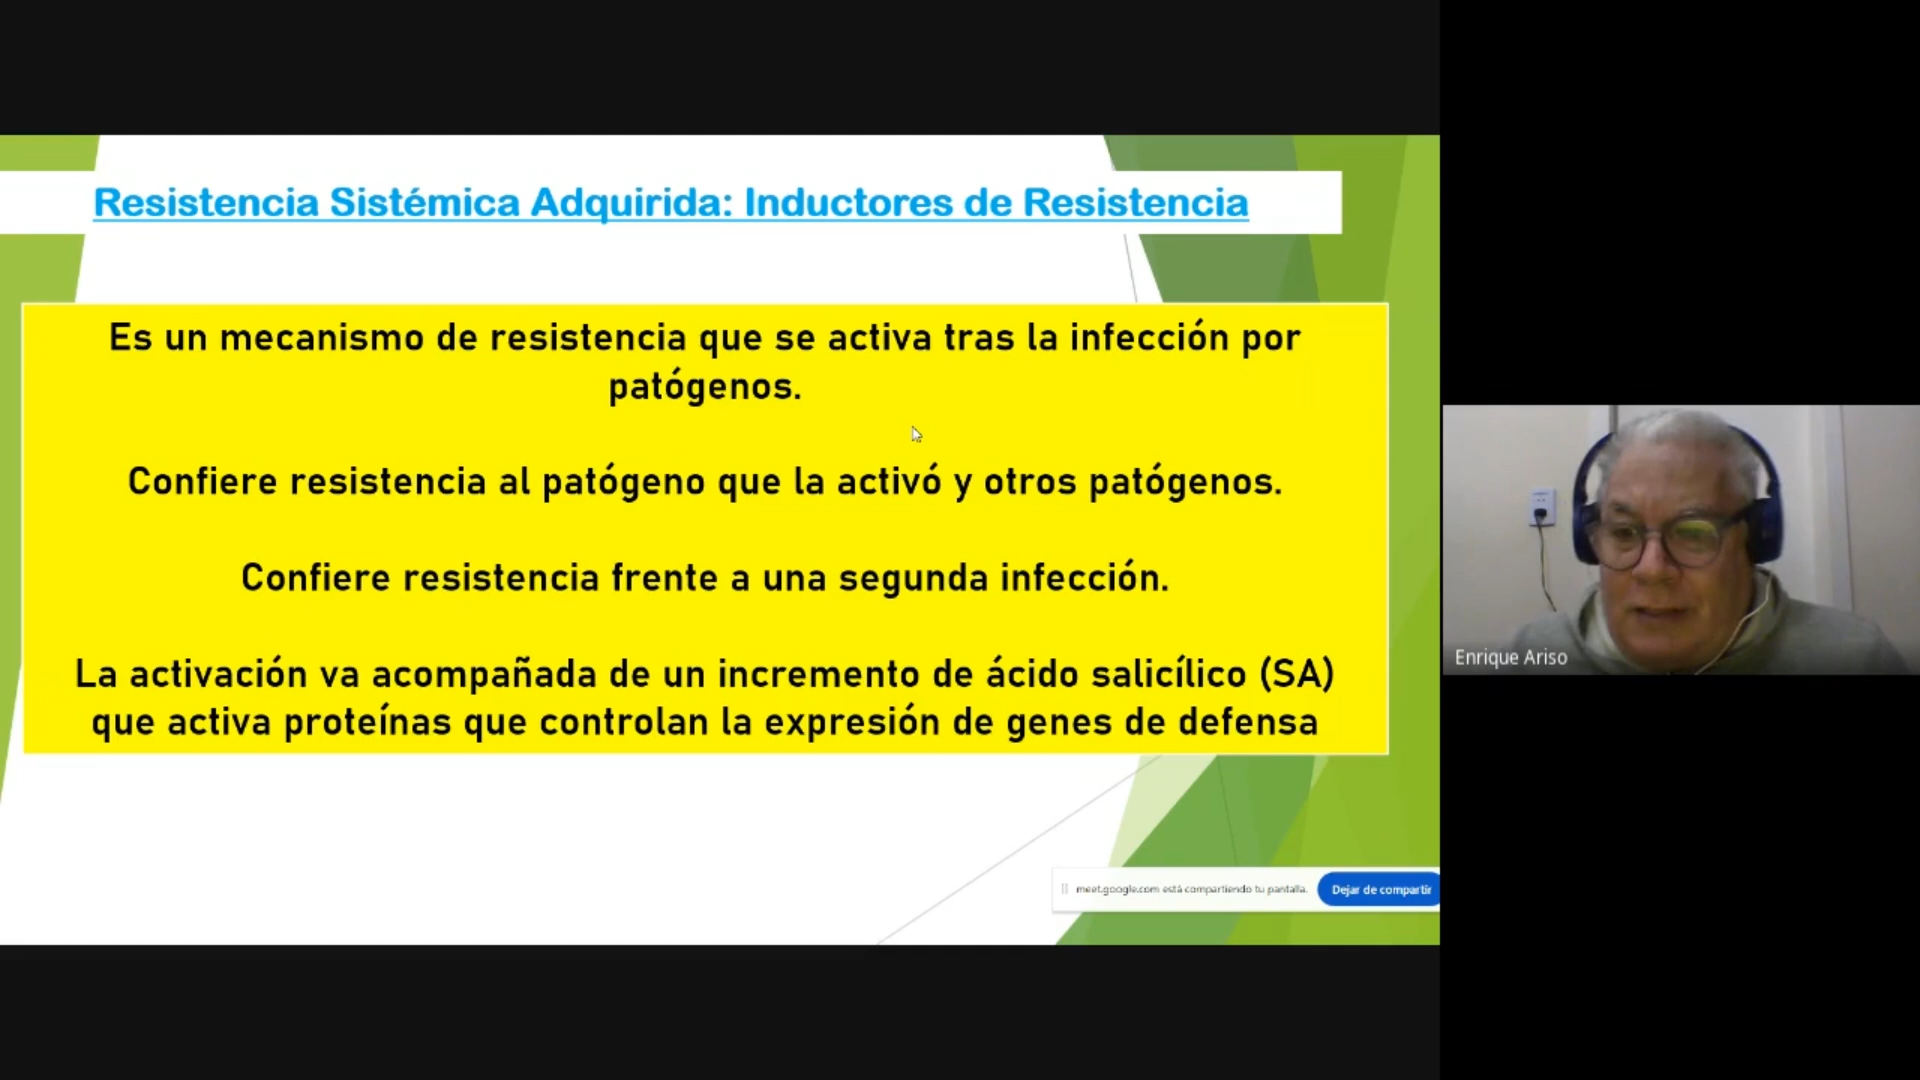 Resistencia Sistémica Adquirida: Inductores de Resistencia
Es un mecanismo de resistencia que se activa tras la infección por
patógenos.
Confiere resistencia al patógeno que la activó y otros patógenos.
Confiere resistencia frente a una segunda infección.
La activación va acompañada de un incremento de ácido salicílico (SA)
que activa proteínas que controlan la expresión de genes de defensa
meet.google.com está compartiendo tu pantalla.
Dejar de compartir
Enrique Ariso